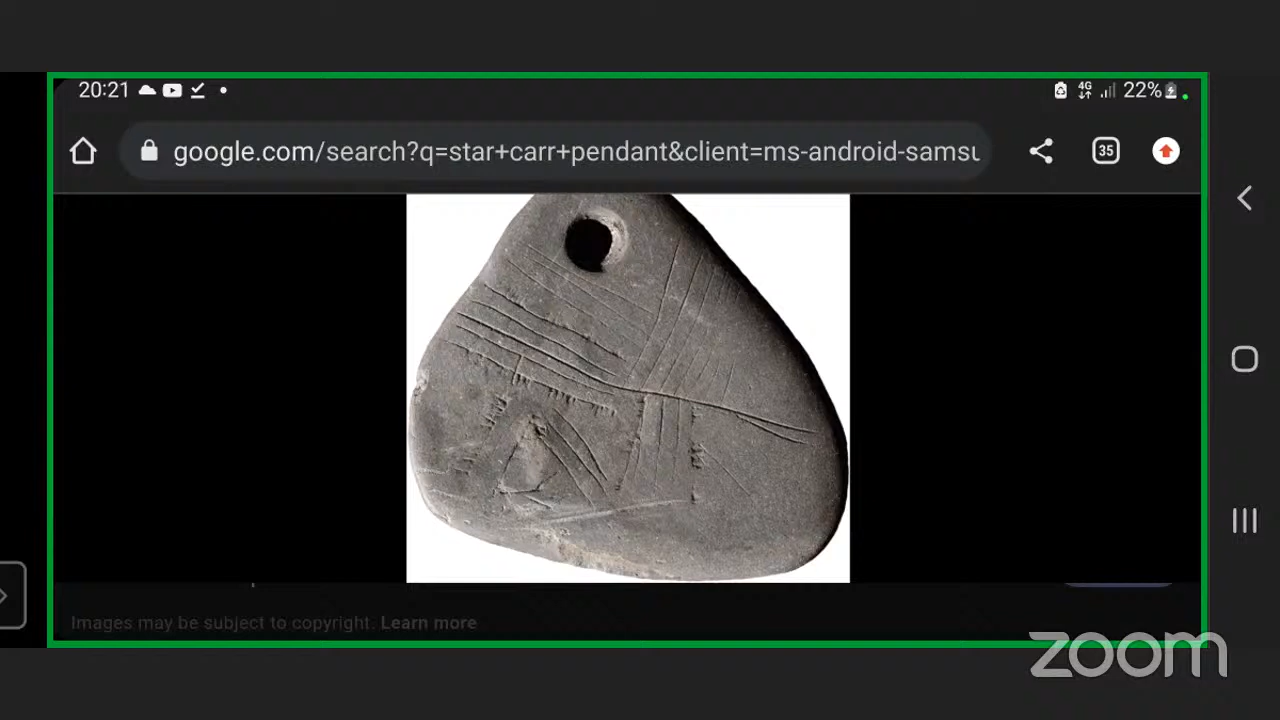 20:21 4G 22%
google.com/search?q=star+carr+pendant&client=ms-android-samsu
35
Images may be subject to copyright. Learn more
zoom